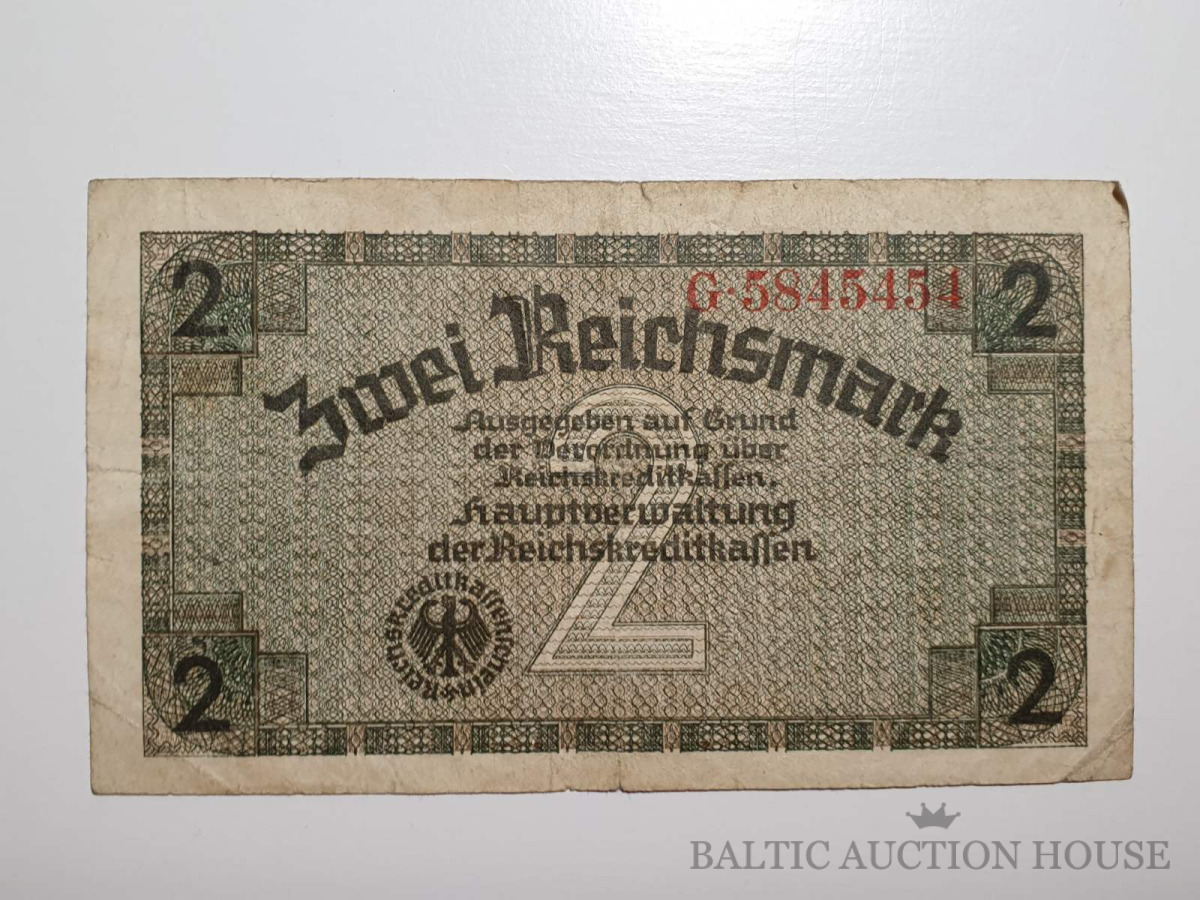 2 2
G·5845454
Zwei Reichsmark
Ausgegeben auf Grund
der Verordnung über
Reichskreditkassen.
Hauptverwaltung
der Reichskreditkassen
2
Reichskreditkassenschein
2 2
BALTIC AUCTION HOUSE